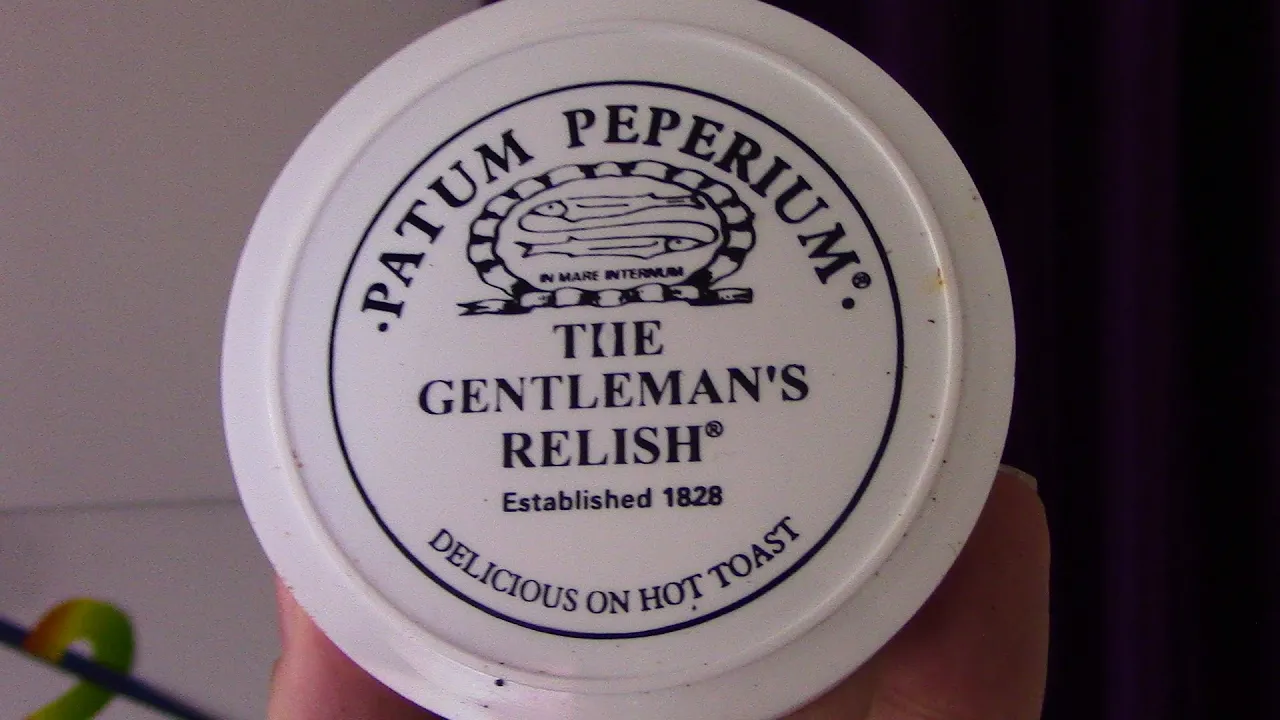 ·PATUM PEPERIUM®·
IN MARE INTERNUM
THE
GENTLEMAN'S
RELISH®
Established 1828
DELICIOUS ON HOT TOAST